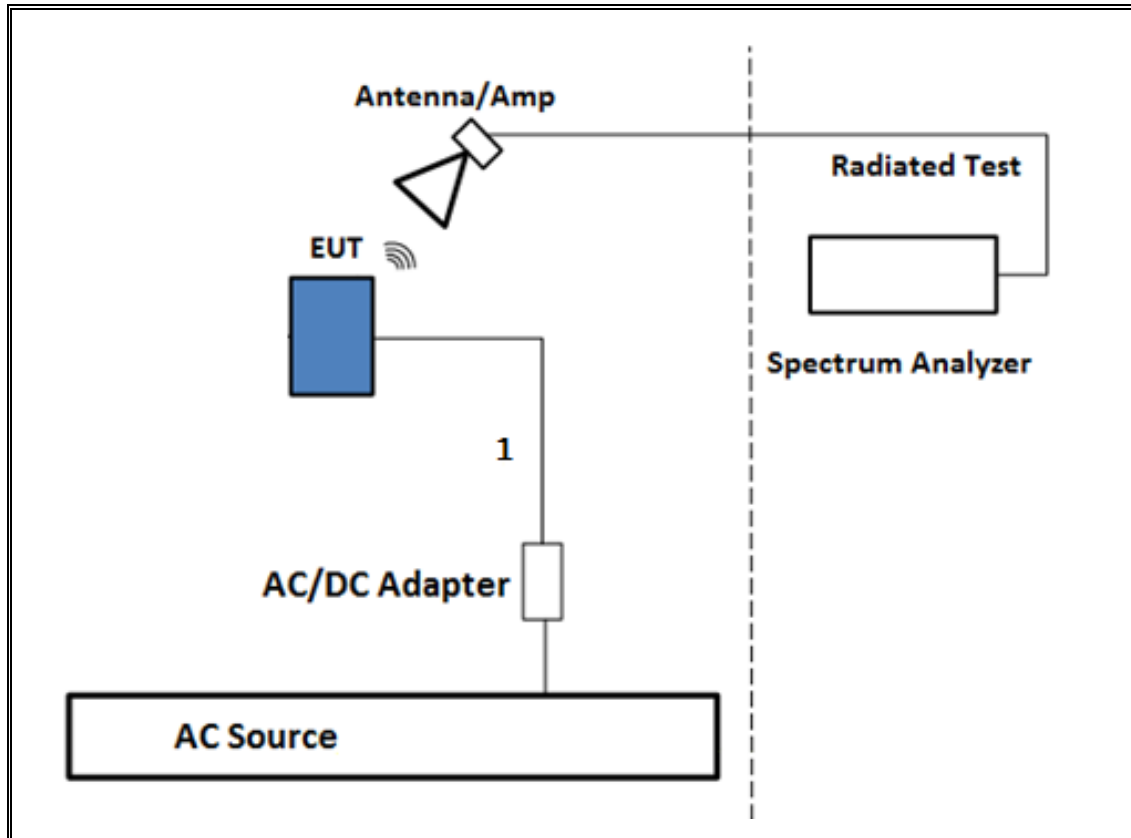 Antenna/Amp
Radiated Test
EUT
Spectrum Analyzer
1
AC/DC Adapter
AC Source